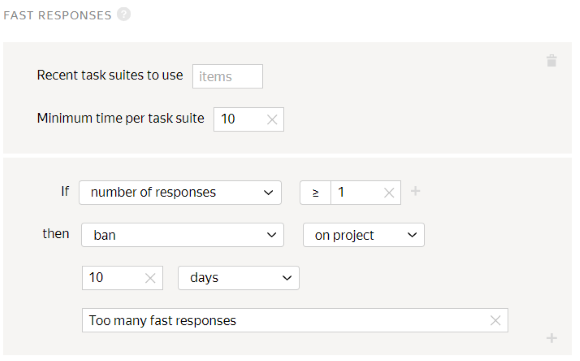 FAST RESPONSES ?
Recent task suites to use items
Minimum time per task suite 10
If number of responses ≥ 1
then ban on project
10 days
Too many fast responses